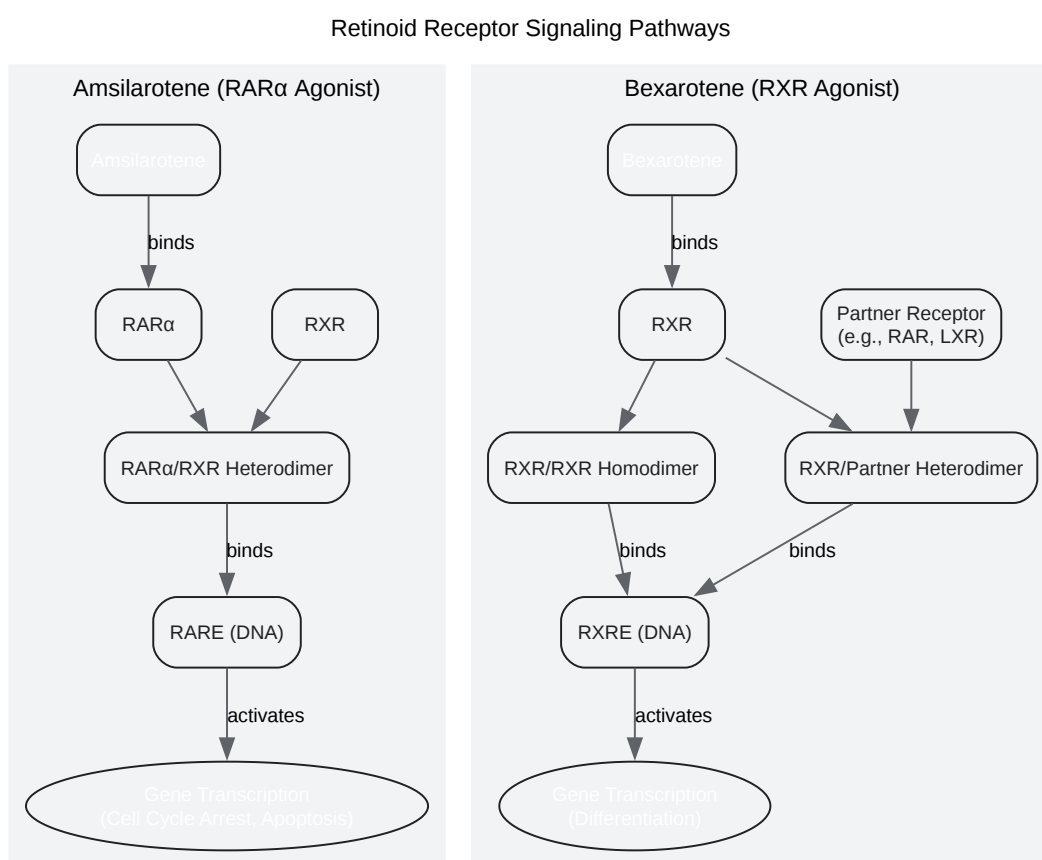 Retinoid Receptor Signaling Pathways
Amsilarotene (RARα Agonist)
Amsilarotene
binds
RARα
RXR
RARα/RXR Heterodimer
binds
RARE (DNA)
activates
Gene Transcription
(Cell Cycle Arrest, Apoptosis)
Bexarotene (RXR Agonist)
Bexarotene
binds
RXR
Partner Receptor
(e.g., RAR, LXR)
RXR/RXR Homodimer
RXR/Partner Heterodimer
binds
binds
RXRE (DNA)
activates
Gene Transcription
(Differentiation)